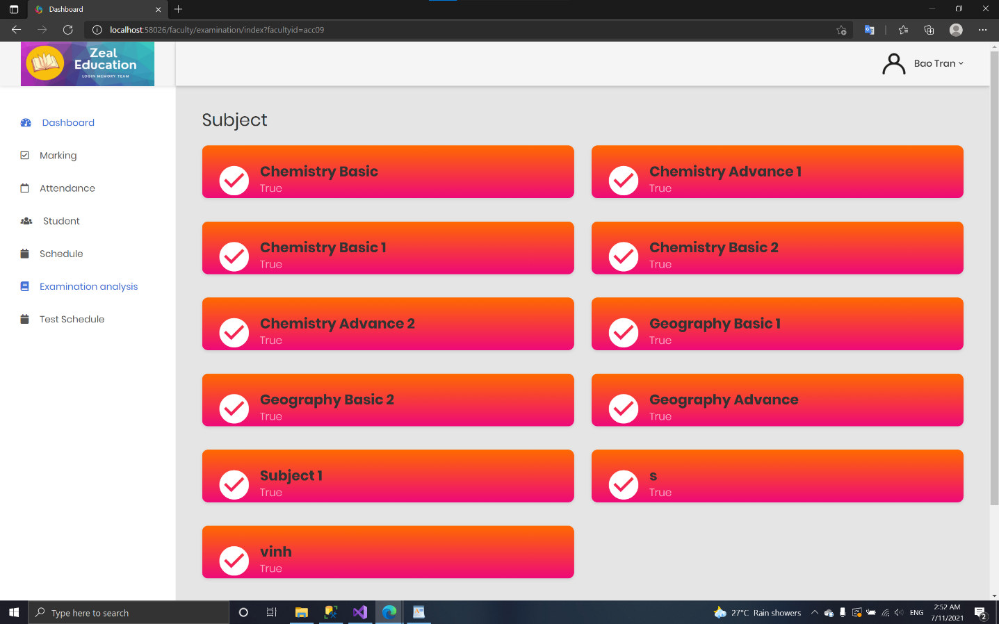 Dashboard
localhost:58026/faculty/examination/index?facultyid=acc09
Zeal
Education
LOGIN MEMORY TEAM
Bao Tran
Dashboard
Marking
Attendance
Student
Schedule
Examination analysis
Test Schedule
Subject
Chemistry Basic
True
Chemistry Advance 1
True
Chemistry Basic 1
True
Chemistry Basic 2
True
Chemistry Advance 2
True
Geography Basic 1
True
Geography Basic 2
True
Geography Advance
True
Subject 1
True
s
True
vinh
True
Type here to search
27°C Rain showers
ENG
2:52 AM
7/11/2021
2